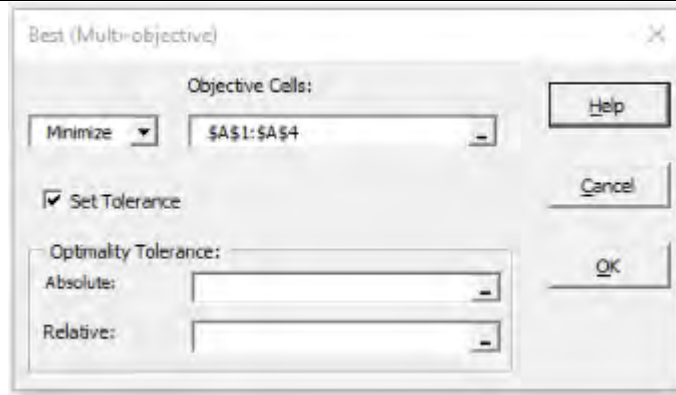 Best (Multi-objective)
Objective Cells:
Help
Minimize
$A$1:$A$4
Cancel
Set Tolerance
Optimality Tolerance:
OK
Absolute:
Relative: